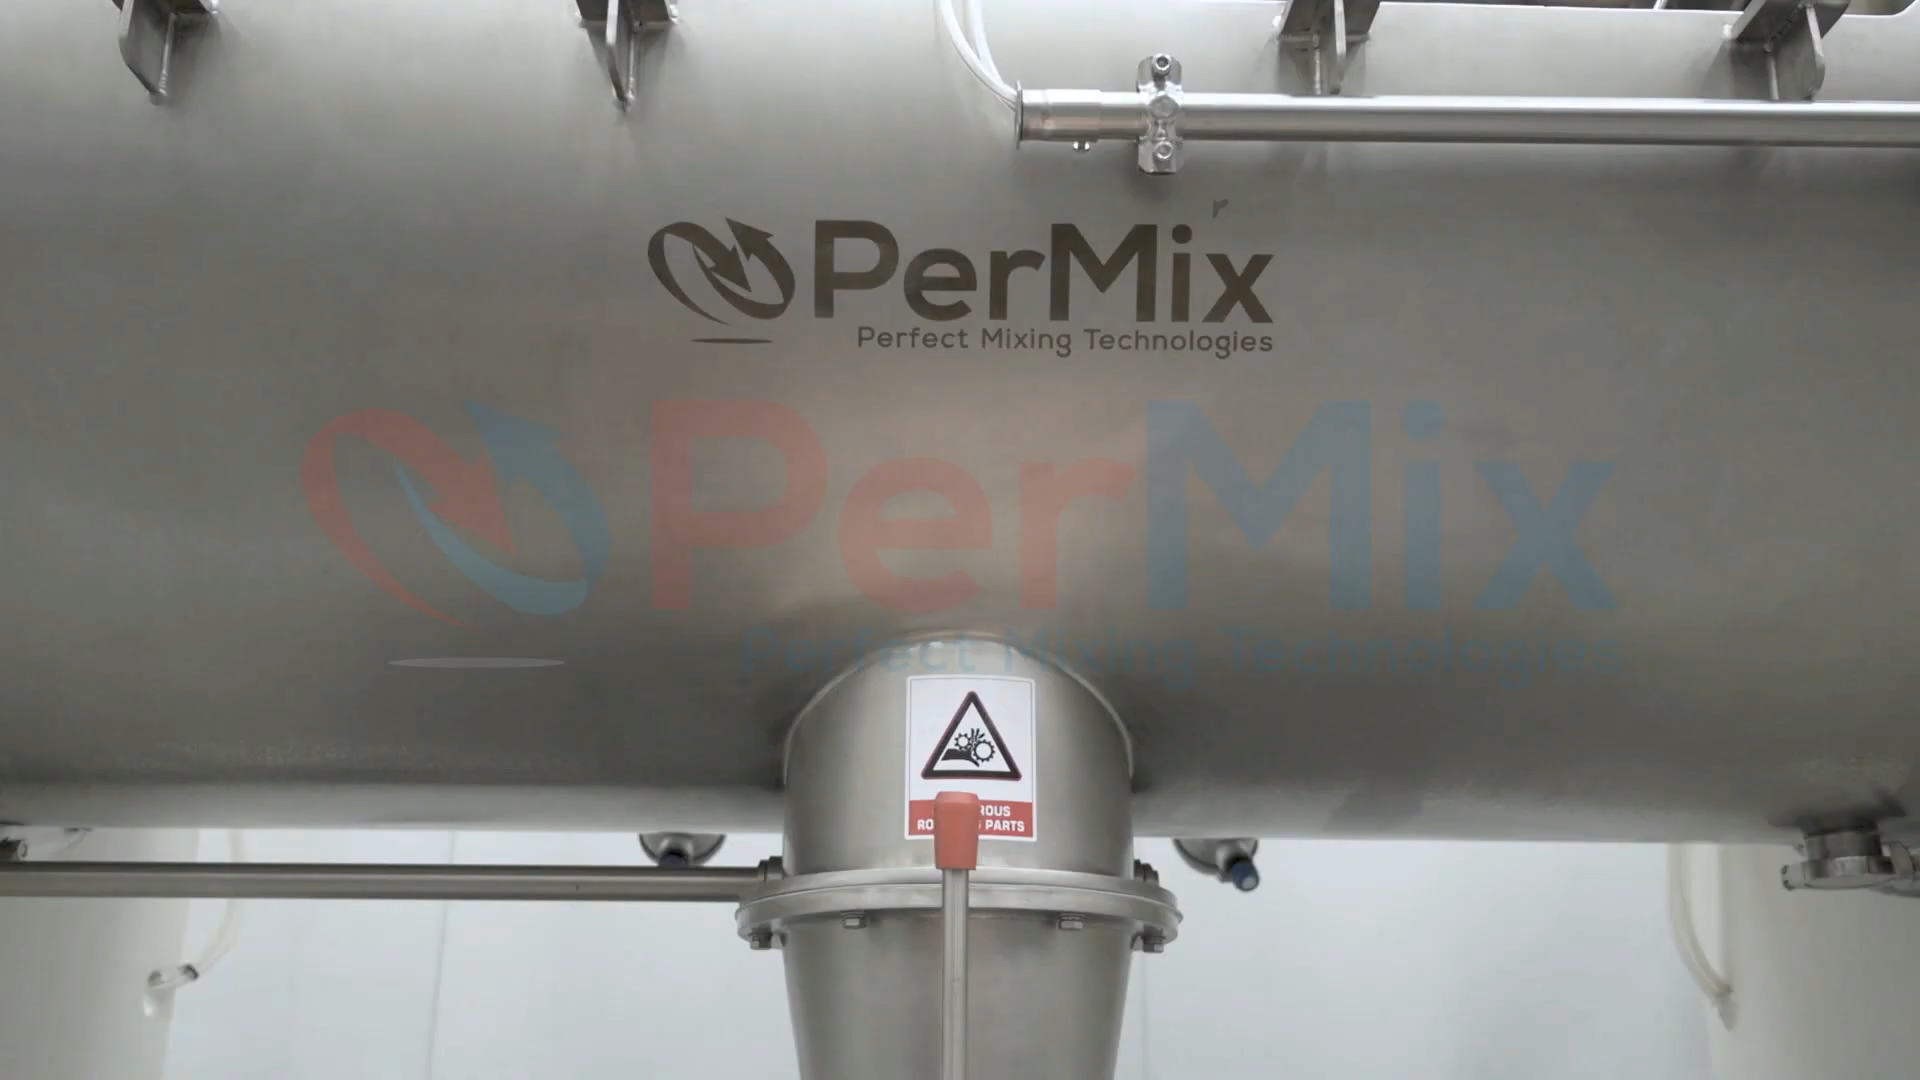 PerMix
Perfect Mixing Technologies
PerMix
Perfect Mixing Technologies
PARTS